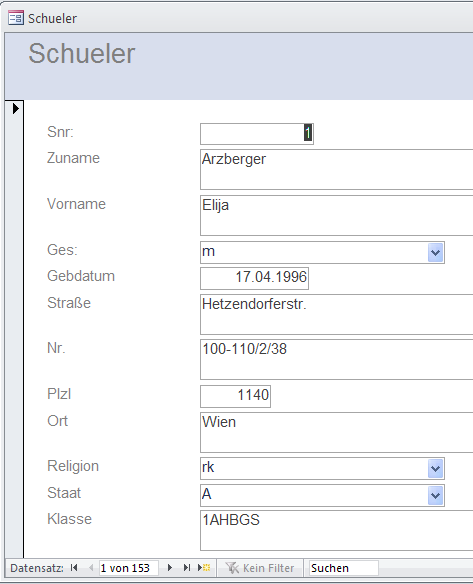 Schueler
Schueler
Snr: 1
Zuname Arzberger
Vorname Elija
Ges: m
Gebdatum 17.04.1996
Straße Hetzendorferstr.
Nr. 100-110/2/38
Plzl 1140
Ort Wien
Religion rk
Staat A
Klasse 1AHBGS
Datensatz: 1 von 153 Kein Filter Suchen